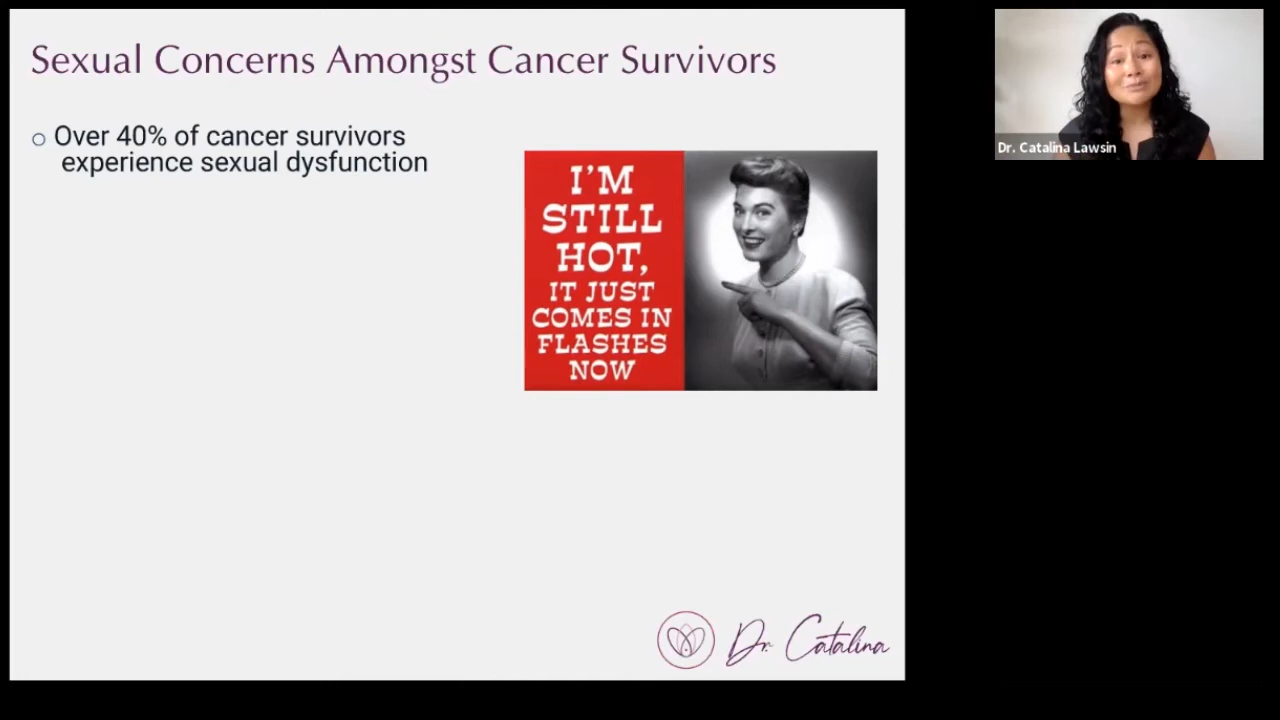 Sexual Concerns Amongst Cancer Survivors
Over 40% of cancer survivors
experience sexual dysfunction
I'M
STILL
HOT,
IT JUST
COMES IN
FLASHES
NOW
Dr. Catalina
Dr. Catalina Lawsin